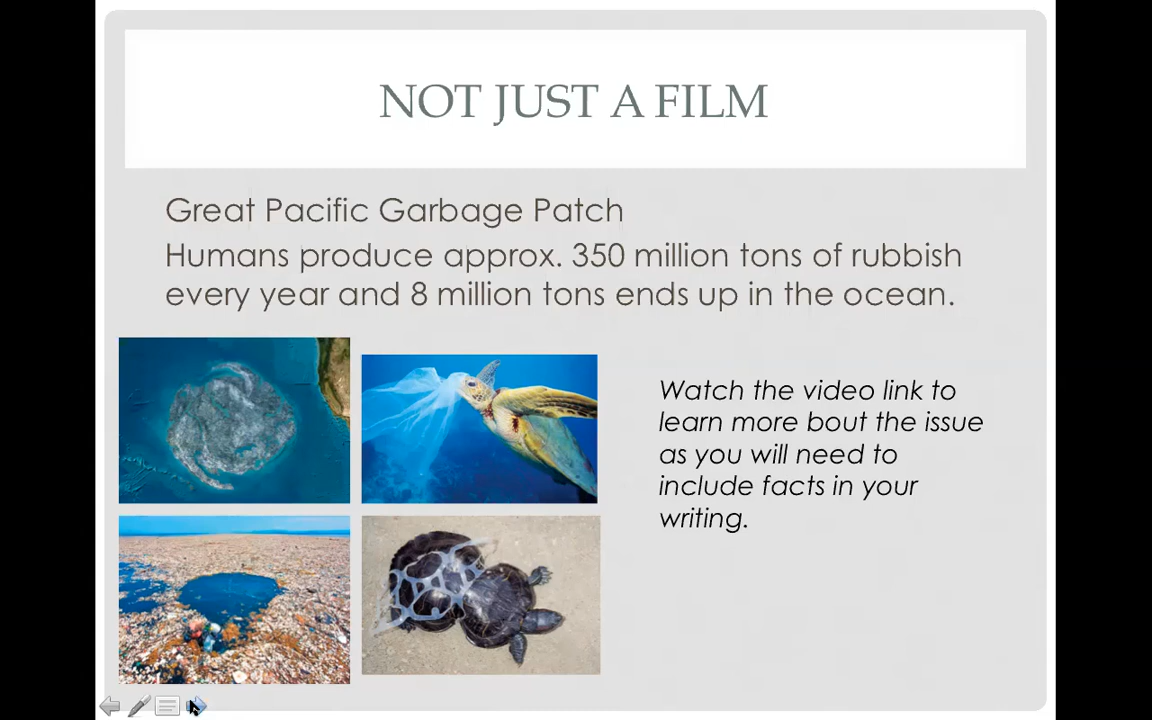 NOT JUST A FILM
Great Pacific Garbage Patch
Humans produce approx. 350 million tons of rubbish
every year and 8 million tons ends up in the ocean.
Watch the video link to
learn more bout the issue
as you will need to
include facts in your
writing.